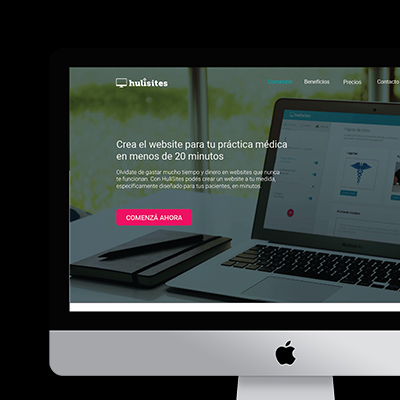 hulisites
Beneficios
Precios
Contacto
Crea el website para tu práctica médica
en menos de 20 minutos
Olvidate de gastar mucho tiempo y dinero en websites que nunca
te funcionan. Con HuliSites podés crear un website a tu medida,
específicamente diseñado para tus pacientes, en minutos.
COMENZÁ AHORA